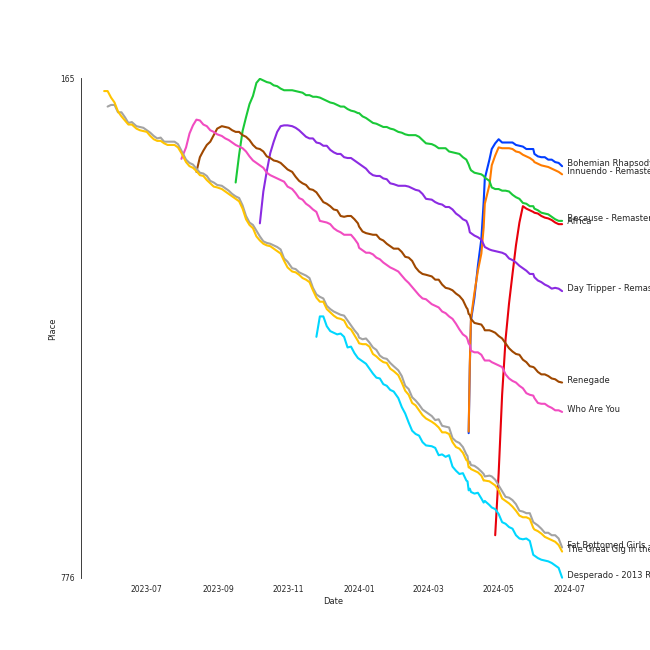 165
Bohemian Rhapsody
Innuendo - Remaste
Because - Remaster
Africa
Day Tripper - Remas
Place
Renegade
Who Are You
Fat Bottomed Girls
The Great Gig in the
776
Desperado - 2013 R
2023-07
2023-09
2023-11
2024-01
2024-03
2024-05
2024-07
Date